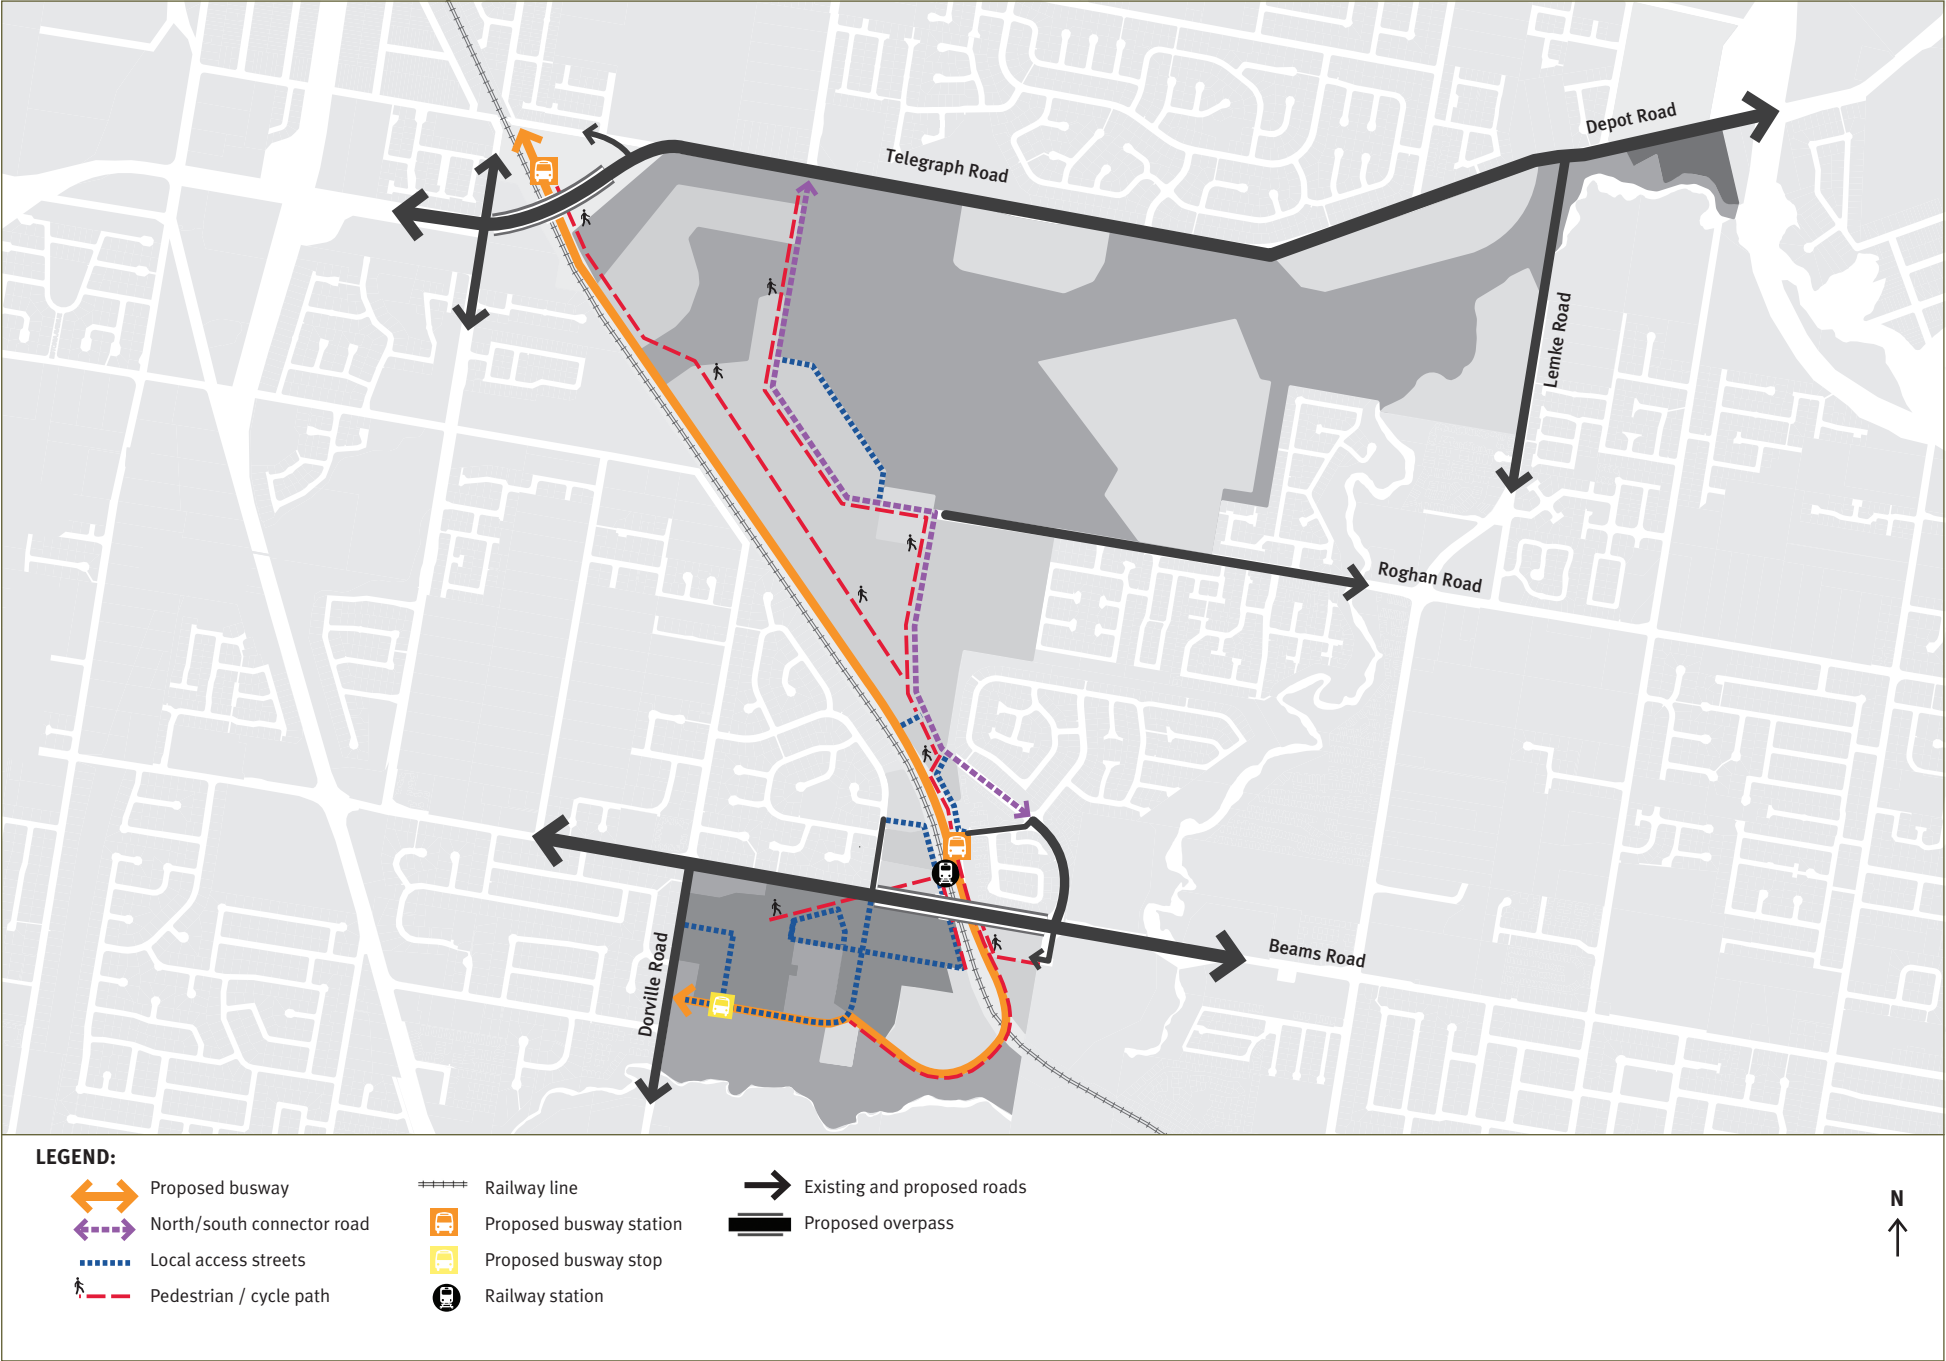 Depot Road
Telegraph Road
Lemke Road
Roghan Road
Beams Road
Dorville Road
LEGEND:
Proposed busway
North/south connector road
Local access streets
Pedestrian / cycle path
Railway line
Proposed busway station
Proposed busway stop
Railway station
Existing and proposed roads
Proposed overpass
N